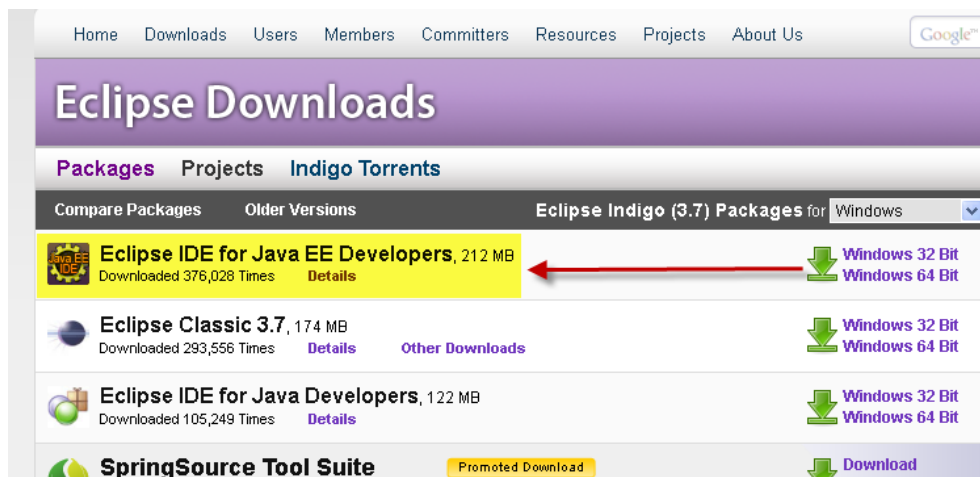 Home Downloads Users Members Committers Resources Projects About Us Google™
Eclipse Downloads
Packages Projects Indigo Torrents
Compare Packages Older Versions Eclipse Indigo (3.7) Packages for Windows
Java EE
IDE
Eclipse IDE for Java EE Developers, 212 MB
Windows 32 Bit
Downloaded 376,028 Times Details
Windows 64 Bit
Eclipse Classic 3.7, 174 MB
Windows 32 Bit
Downloaded 293,556 Times Details Other Downloads
Windows 64 Bit
Eclipse IDE for Java Developers, 122 MB
Windows 32 Bit
Downloaded 105,249 Times Details
Windows 64 Bit
SpringSource Tool Suite Promoted Download Download